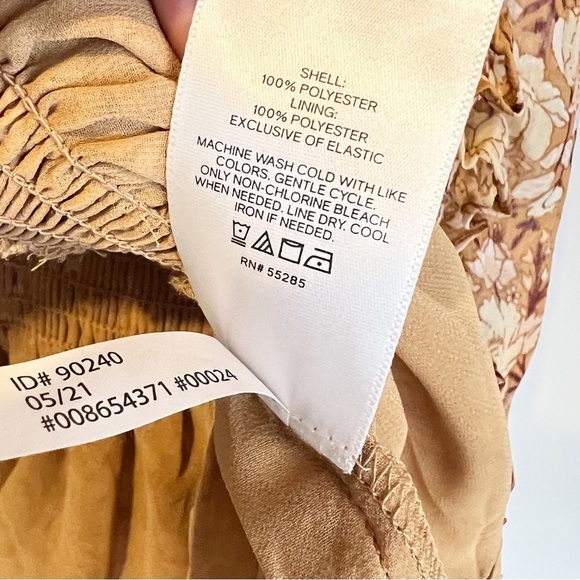 SHELL:
100% POLYESTER
LINING:
100% POLYESTER
EXCLUSIVE OF ELASTIC
MACHINE WASH COLD WITH LIKE
COLORS. GENTLE CYCLE.
ONLY NON-CHLORINE BLEACH
WHEN NEEDED. LINE DRY. COOL
IRON IF NEEDED.
RN# 55285
ID# 90240
05/21
#008654371 #00024